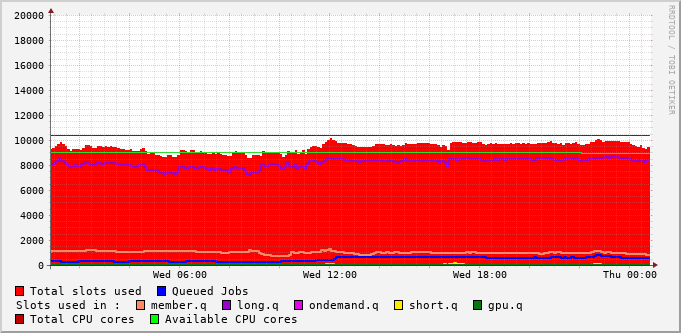 20000
18000
16000
14000
12000
10000
8000
6000
4000
2000
0
Wed 06:00 Wed 12:00 Wed 18:00 Thu 00:00
RRDTOOL / TOBI OETIKER
Total slots used Queued Jobs
Slots used in : member.q long.q ondemand.q short.q gpu.q
Total CPU cores Available CPU cores